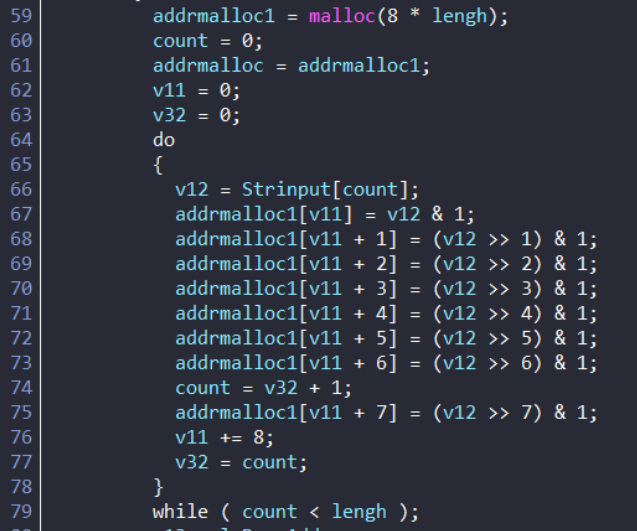 59 addrmalloc1 = malloc(8 * lengh);
60 count = 0;
61 addrmalloc = addrmalloc1;
62 v11 = 0;
63 v32 = 0;
64 do
65 {
66 v12 = Strinput[count];
67 addrmalloc1[v11] = v12 & 1;
68 addrmalloc1[v11 + 1] = (v12 >> 1) & 1;
69 addrmalloc1[v11 + 2] = (v12 >> 2) & 1;
70 addrmalloc1[v11 + 3] = (v12 >> 3) & 1;
71 addrmalloc1[v11 + 4] = (v12 >> 4) & 1;
72 addrmalloc1[v11 + 5] = (v12 >> 5) & 1;
73 addrmalloc1[v11 + 6] = (v12 >> 6) & 1;
74 count = v32 + 1;
75 addrmalloc1[v11 + 7] = (v12 >> 7) & 1;
76 v11 += 8;
77 v32 = count;
78 }
79 while ( count < lengh );